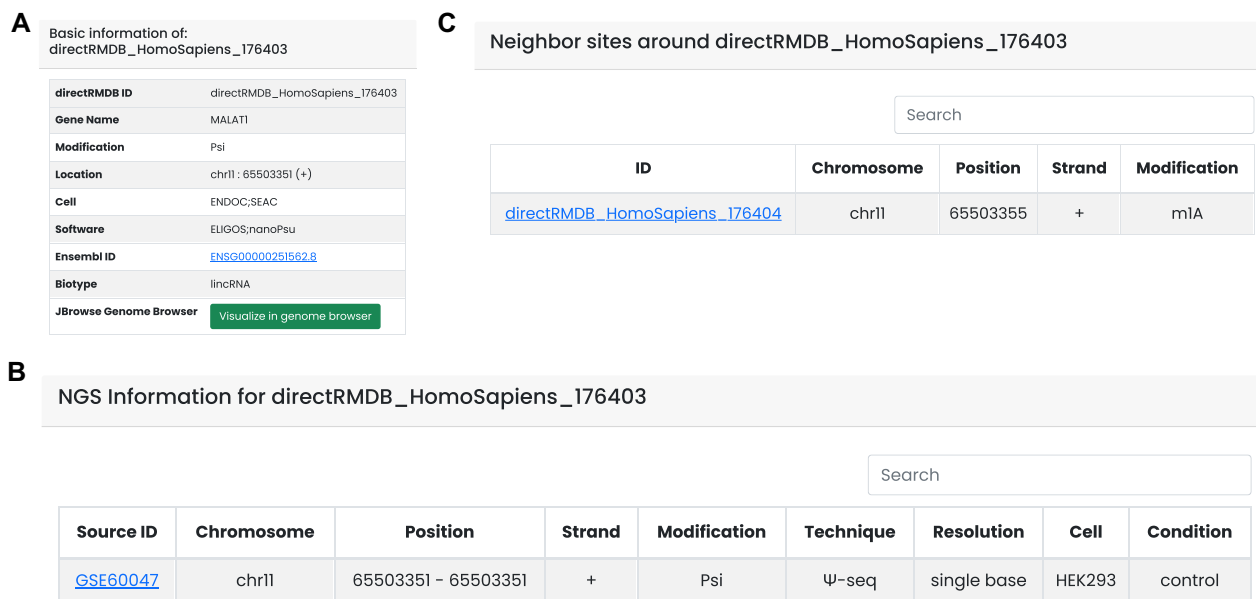 A
Basic information of:
directRMDB_HomoSapiens_176403
directRMDB ID directRMDB_HomoSapiens_176403
Gene Name MALAT1
Modification Psi
Location chr11 : 65503351 (+)
Cell ENDOC;SEAC
Software ELIGOS;nanoPsu
Ensembl ID ENSG00000251562.8
Biotype lincRNA
JBrowse Genome Browser Visualize in genome browser
C
Neighbor sites around directRMDB_HomoSapiens_176403
Search
ID Chromosome Position Strand Modification
directRMDB_HomoSapiens_176404 chr11 65503355 + m1A
B
NGS Information for directRMDB_HomoSapiens_176403
Search
Source ID Chromosome Position Strand Modification Technique Resolution Cell Condition
GSE60047 chr11 65503351 - 65503351 + Psi Ψ-seq single base HEK293 control